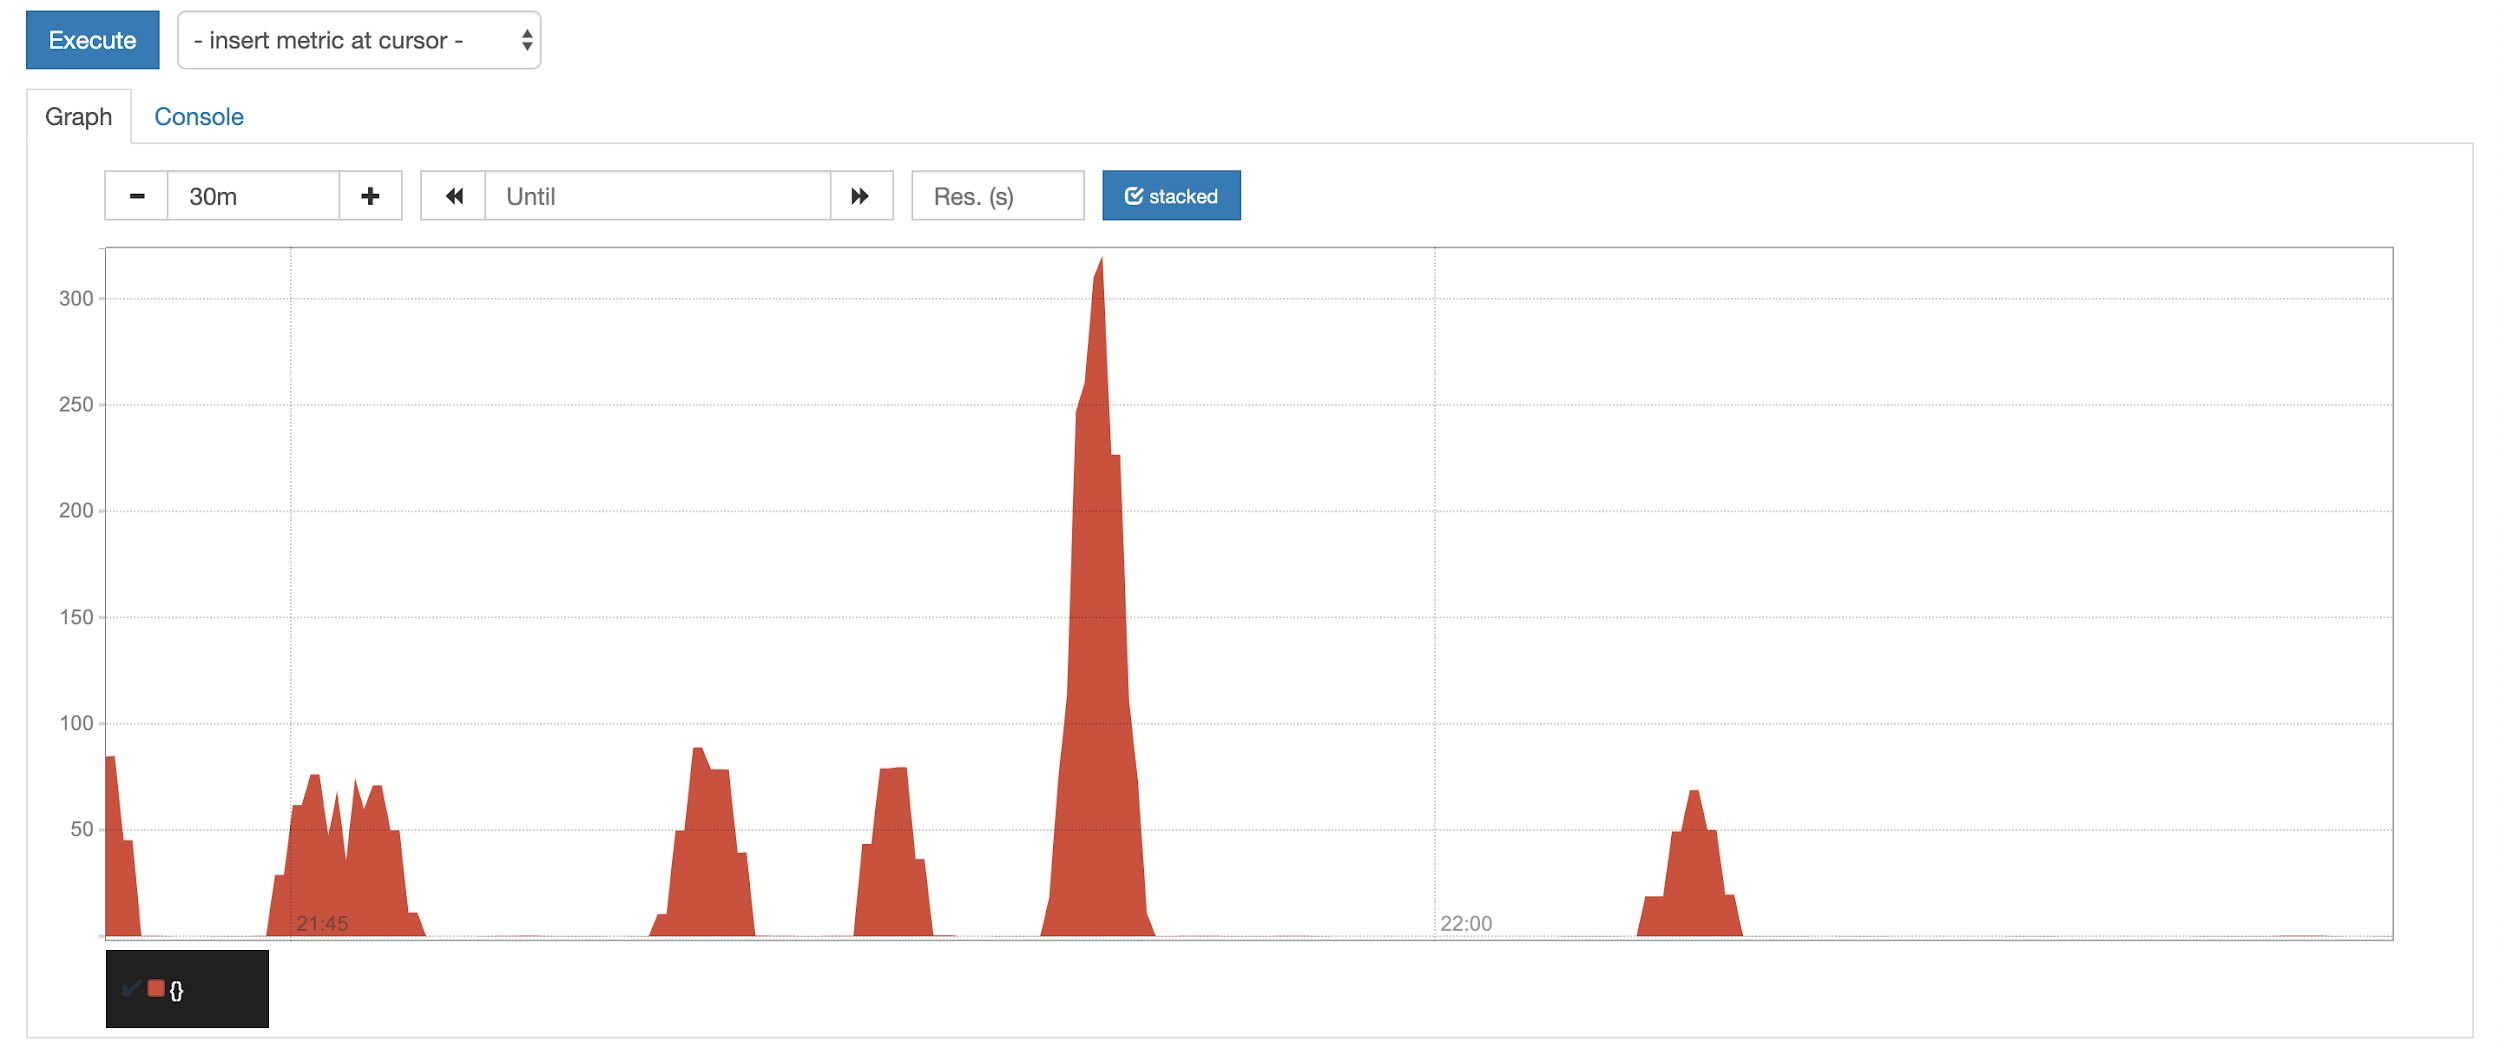 Execute - insert metric at cursor -
Graph Console
30m Until Res. (s) stacked
300
250
200
150
100
50
21:45 22:00
{}